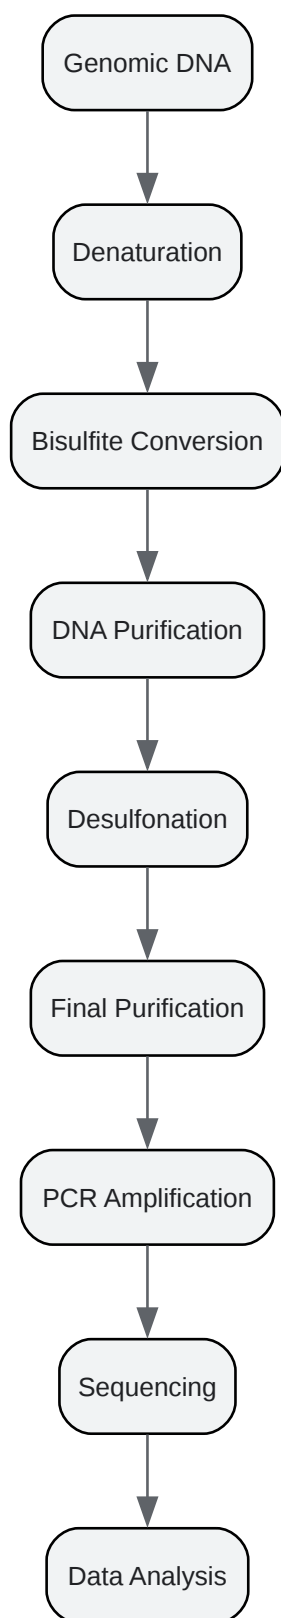 Genomic DNA
Denaturation
Bisulfite Conversion
DNA Purification
Desulfonation
Final Purification
PCR Amplification
Sequencing
Data Analysis